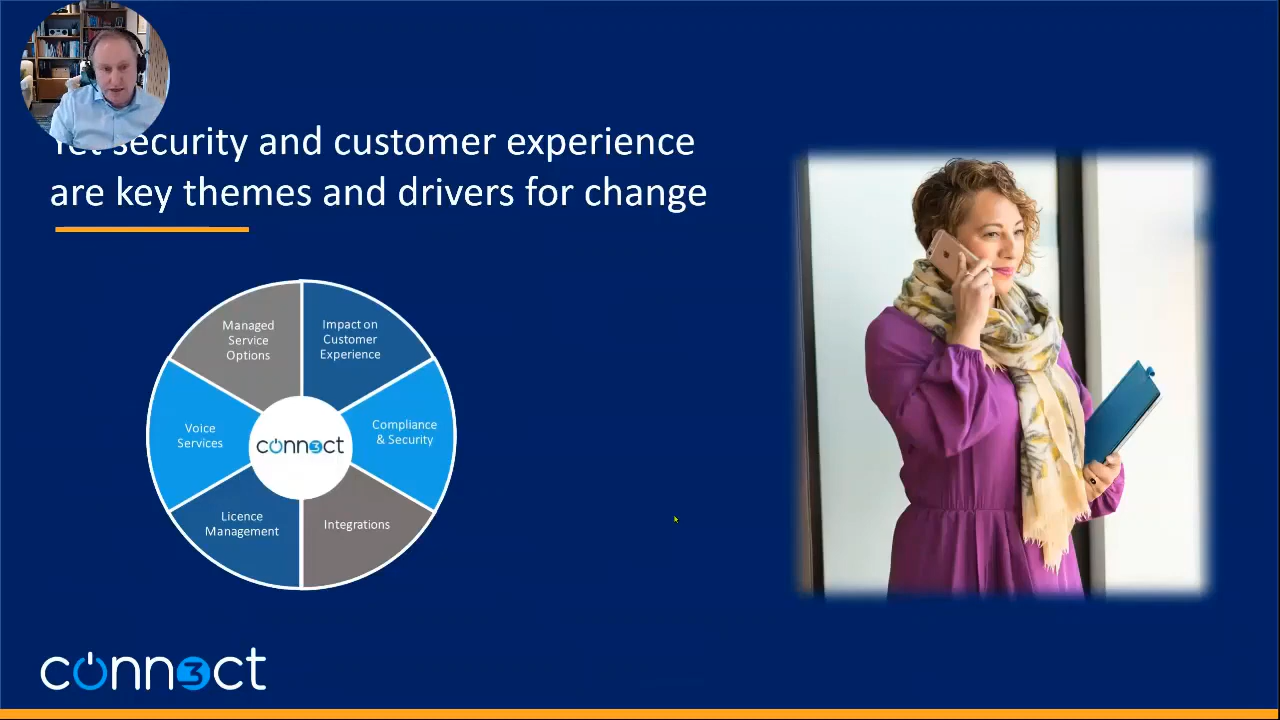 Yet security and customer experience
are key themes and drivers for change
Managed
Service
Options
Impact on
Customer
Experience
Voice
Services
conn3ct
Compliance
& Security
Licence
Management
Integrations
conn3ct